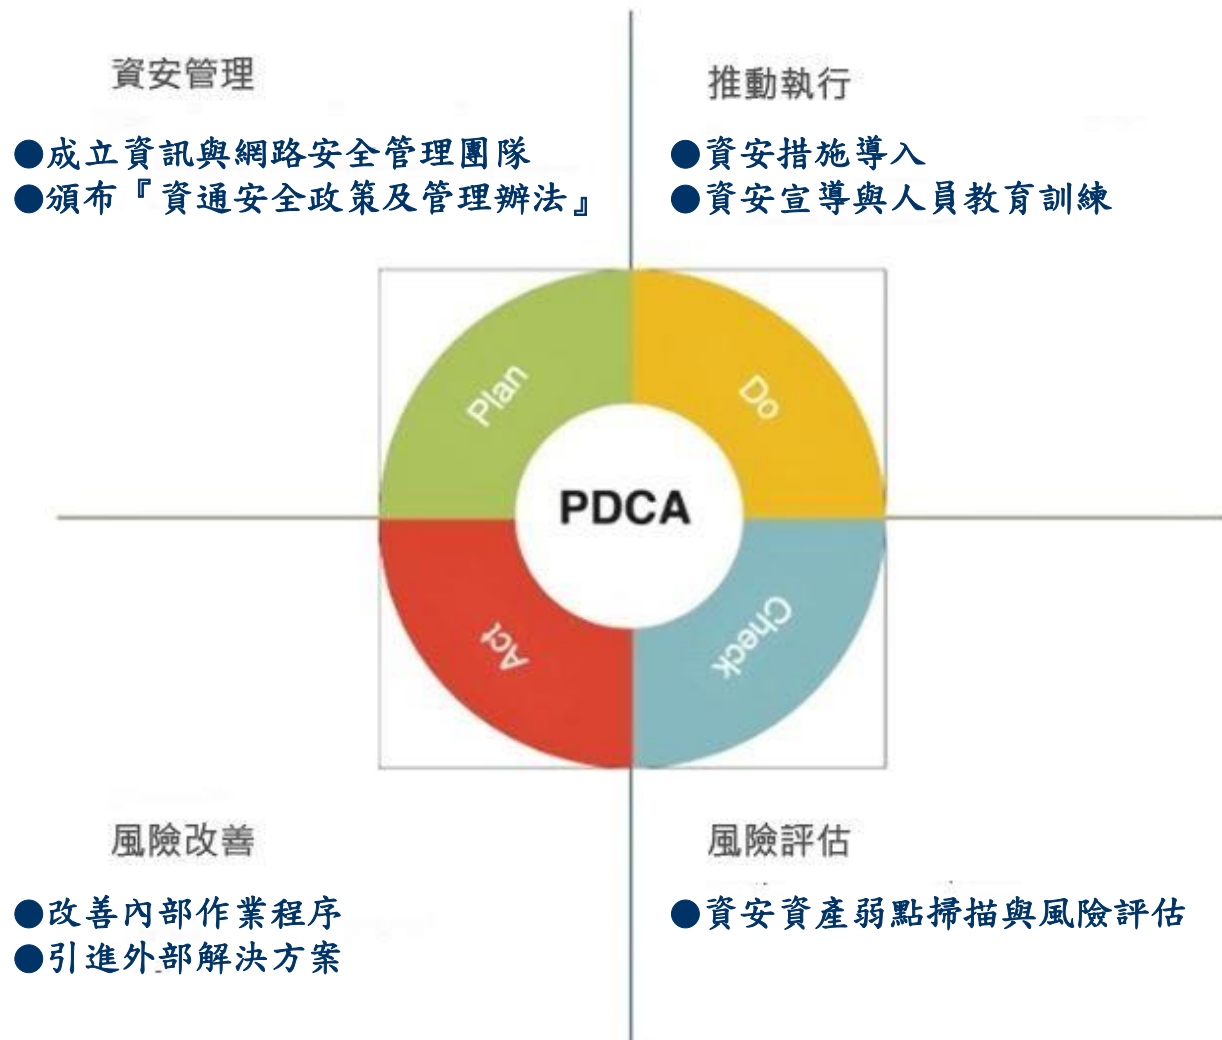 資安管理
●成立資訊與網路安全管理團隊
●頒布『資通安全政策及管理辦法』
推動執行
●資安措施導入
●資安宣導與人員教育訓練
Plan
Do
PDCA
Act
Check
風險改善
●改善內部作業程序
●引進外部解決方案
風險評估
●資安資產弱點掃描與風險評估